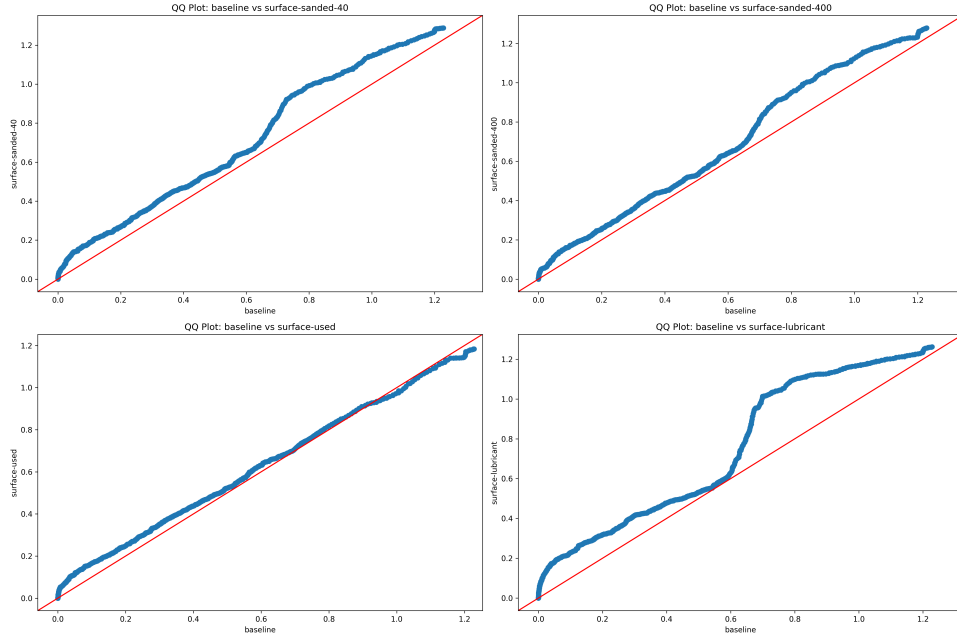 QQ Plot: baseline vs surface-sanded-40
surface-sanded-40
1.2
1.0
0.8
0.6
0.4
0.2
0.0
0.0 0.2 0.4 0.6 0.8 1.0 1.2
baseline
QQ Plot: baseline vs surface-sanded-400
surface-sanded-400
1.2
1.0
0.8
0.6
0.4
0.2
0.0
0.0 0.2 0.4 0.6 0.8 1.0 1.2
baseline
QQ Plot: baseline vs surface-used
surface-used
1.2
1.0
0.8
0.6
0.4
0.2
0.0
0.0 0.2 0.4 0.6 0.8 1.0 1.2
baseline
QQ Plot: baseline vs surface-lubricant
surface-lubricant
1.2
1.0
0.8
0.6
0.4
0.2
0.0
0.0 0.2 0.4 0.6 0.8 1.0 1.2
baseline